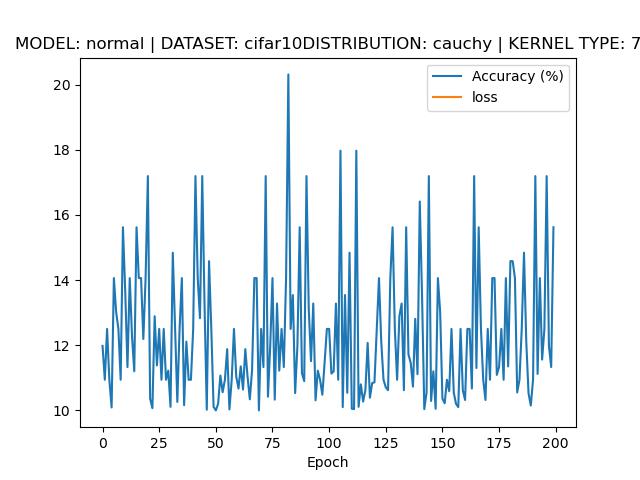 MODEL: normal | DATASET: cifar10DISTRIBUTION: cauchy | KERNEL TYPE: 7
Accuracy (%)
loss
20
18
16
14
12
10
0 25 50 75 100 125 150 175 200
Epoch